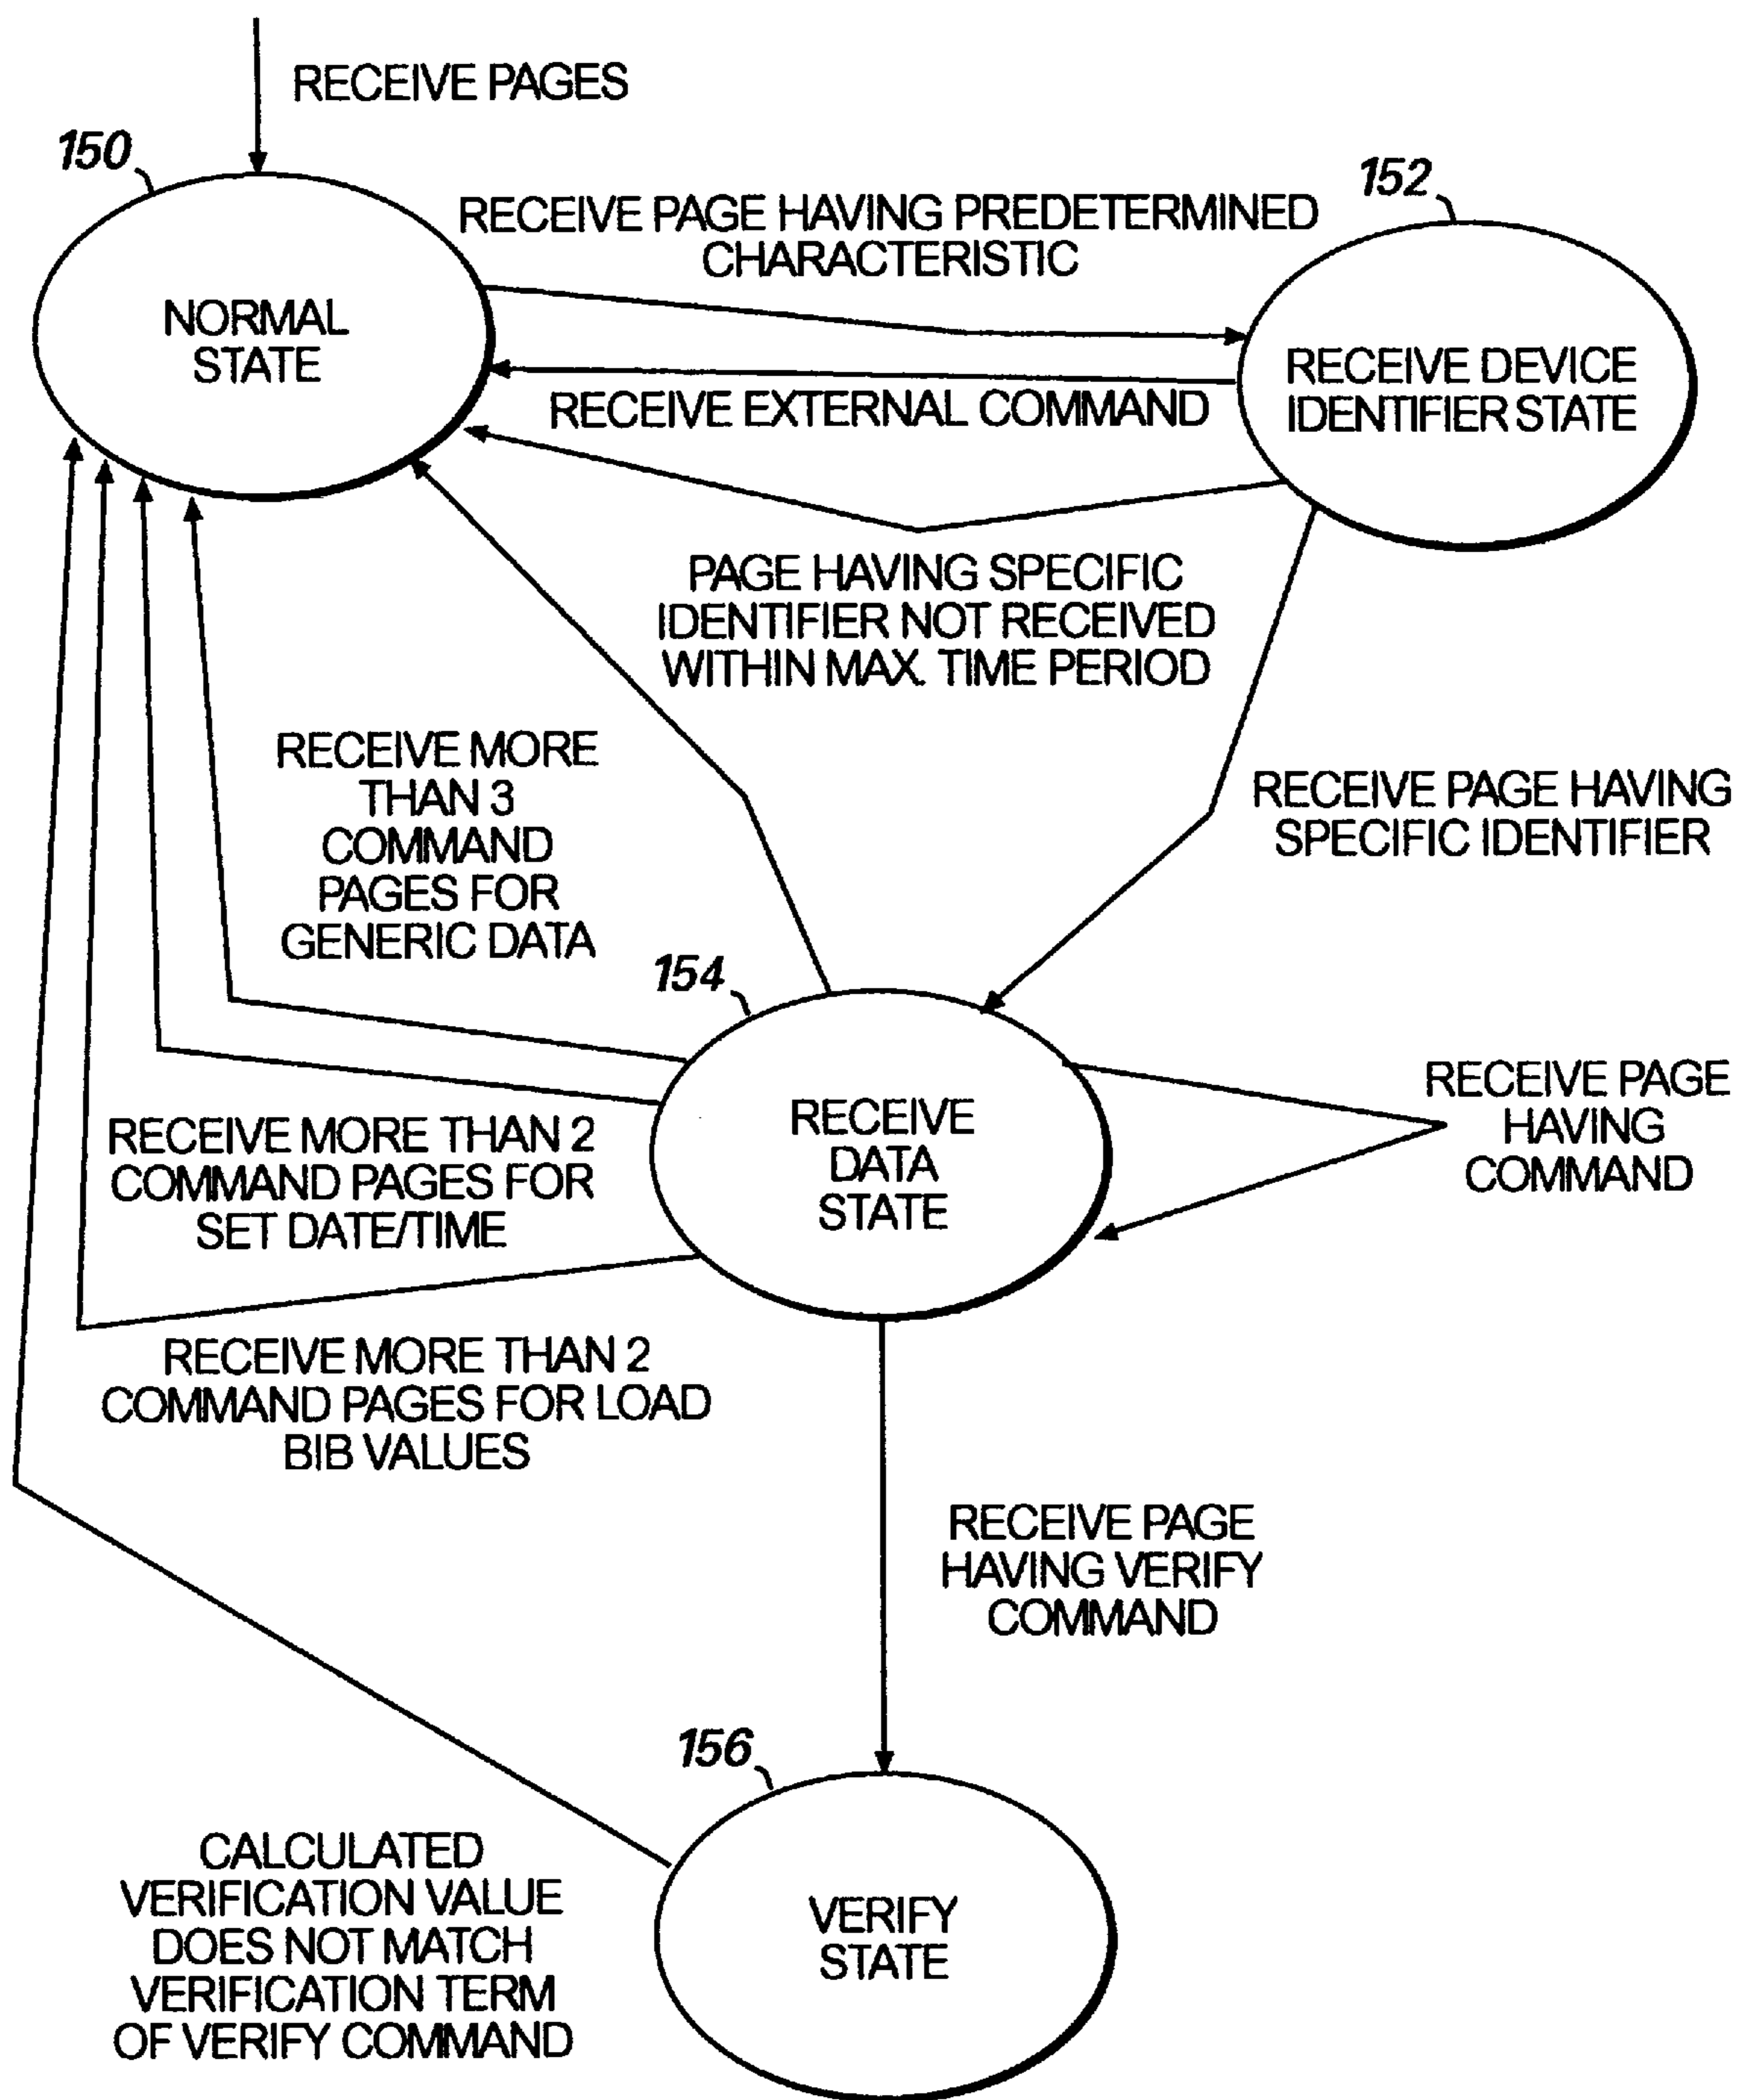 RECEIVE PAGES
150
152
RECEIVE PAGE HAVING PREDETERMINED
CHARACTERISTIC
NORMAL
STATE
RECEIVE DEVICE
IDENTIFIER STATE
RECEIVE EXTERNAL COMMAND
PAGE HAVING SPECIFIC
IDENTIFIER NOT RECEIVED
WITHIN MAX. TIME PERIOD
RECEIVE MORE
THAN 3
COMMAND
PAGES FOR
GENERIC DATA
RECEIVE PAGE HAVING
SPECIFIC IDENTIFIER
154
RECEIVE
DATA
STATE
RECEIVE PAGE
HAVING
COMMAND
RECEIVE MORE THAN 2
COMMAND PAGES FOR
SET DATE/TIME
RECEIVE MORE THAN 2
COMMAND PAGES FOR LOAD
BIB VALUES
RECEIVE PAGE
HAVING VERIFY
COMMAND
156
CALCULATED
VERIFICATION VALUE
DOES NOT MATCH
VERIFICATION TERM
OF VERIFY COMMAND
VERIFY
STATE